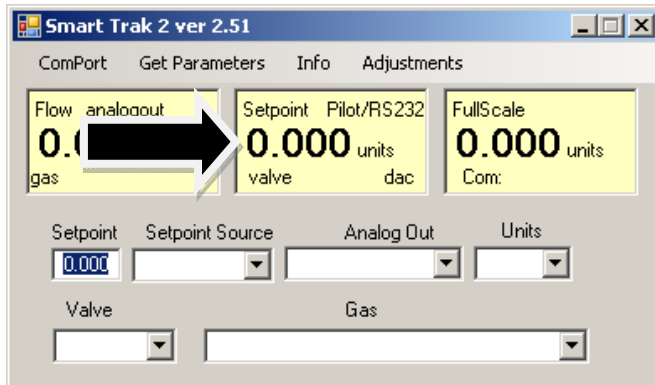 Smart Trak 2 ver 2.51
ComPort Get Parameters Info Adjustments
Flow analogout
0.0
gas
Setpoint Pilot/RS232
0.000 units
valve dac
FullScale
0.000 units
Com:
Setpoint Setpoint Source Analog Out Units
0.000
Valve Gas